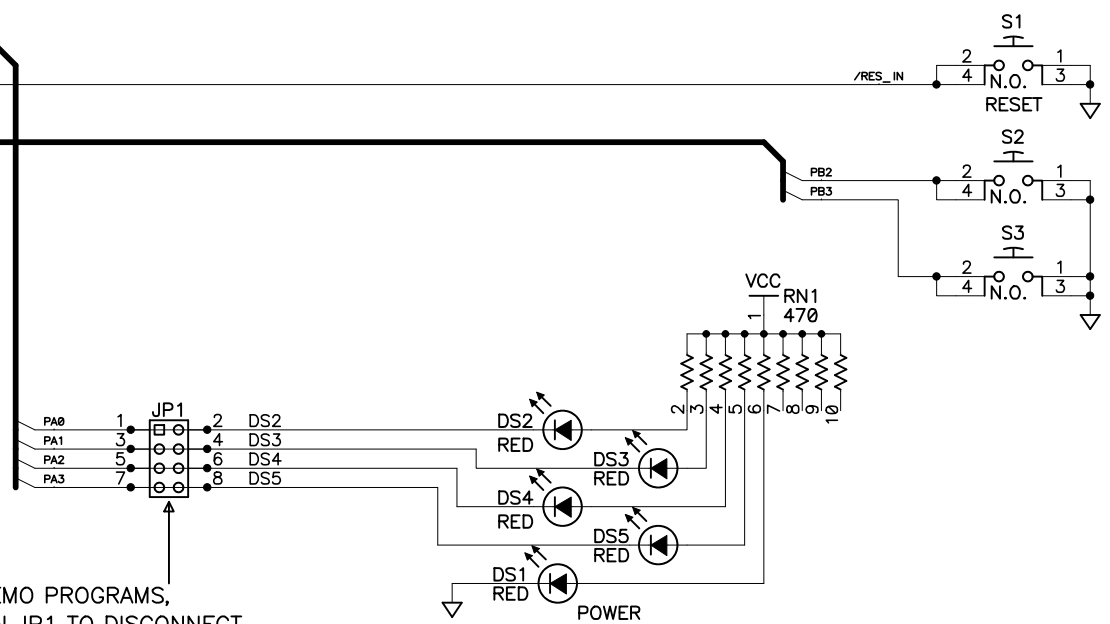 S1
2 1
/RES_IN
4 N.O. 3
RESET
S2
PB2 2 1
PB3 4 N.O. 3
S3
2 1
4 N.O. 3
VCC
RN1
1 470
2 3 4 5 6 7 8 9 10
JP1
PA0 1 2 DS2
PA1 3 4 DS3
PA2 5 6 DS4
PA3 7 8 DS5
DS2
RED
DS3
RED
DS4
RED
DS5
RED
DS1
RED
POWER
EMO PROGRAMS,
JP1 TO DISCONNECT